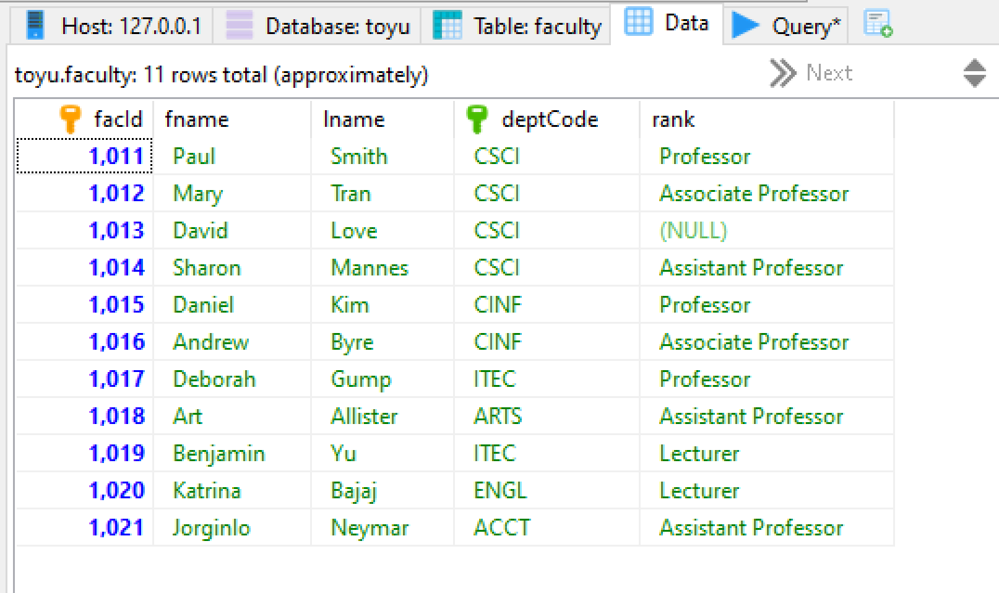 Host: 127.0.0.1 Database: toyu Table: faculty Data Query*
toyu.faculty: 11 rows total (approximately) Next
facId fname lname deptCode rank
1,011 Paul Smith CSCI Professor
1,012 Mary Tran CSCI Associate Professor
1,013 David Love CSCI (NULL)
1,014 Sharon Mannes CSCI Assistant Professor
1,015 Daniel Kim CINF Professor
1,016 Andrew Byre CINF Associate Professor
1,017 Deborah Gump ITEC Professor
1,018 Art Allister ARTS Assistant Professor
1,019 Benjamin Yu ITEC Lecturer
1,020 Katrina Bajaj ENGL Lecturer
1,021 Jorginlo Neymar ACCT Assistant Professor